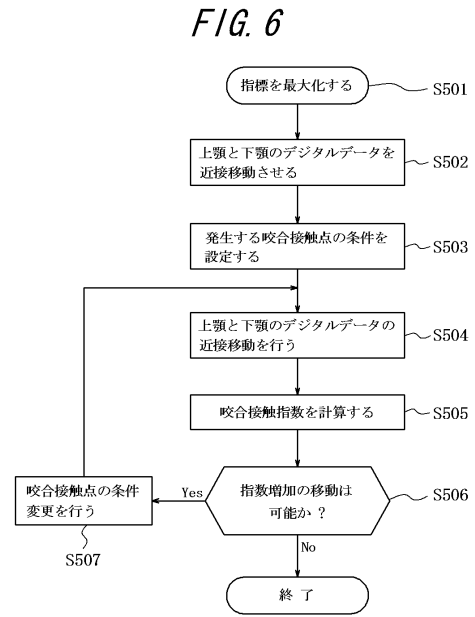 FIG. 6
指標を最大化する
S501
上顎と下顎のデジタルデータを
近接移動させる
S502
発生する咬合接触点の条件を
設定する
S503
上顎と下顎のデジタルデータの
近接移動を行う
S504
咬合接触指数を計算する
S505
指数増加の移動は
可能か？
S506
Yes
咬合接触点の条件
変更を行う
S507
No
終 了